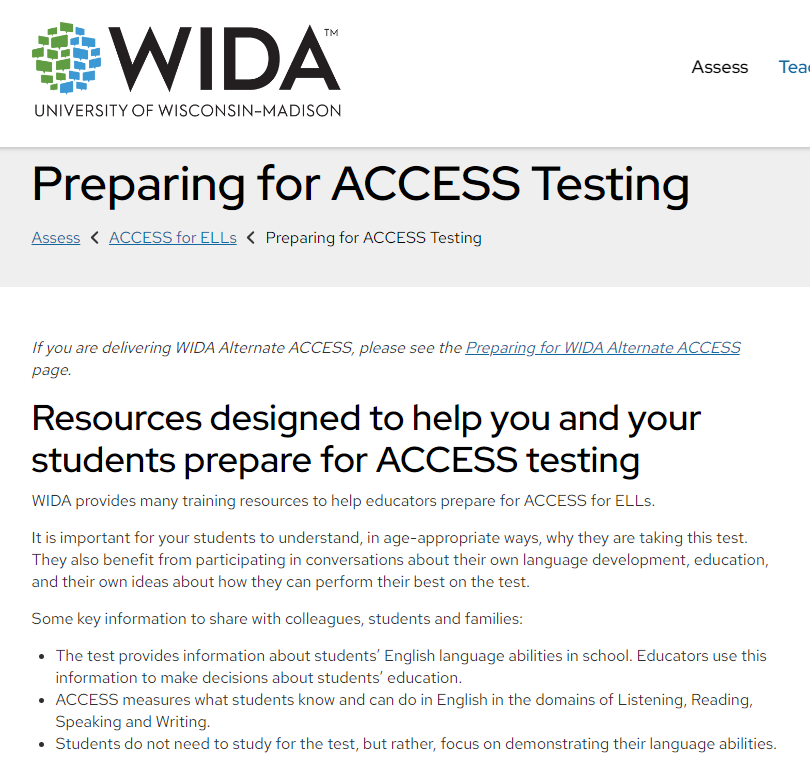 WIDA™
UNIVERSITY OF WISCONSIN–MADISON
Assess
Preparing for ACCESS Testing
Assess < ACCESS for ELLs < Preparing for ACCESS Testing
If you are delivering WIDA Alternate ACCESS, please see the Preparing for WIDA Alternate ACCESS
page.
Resources designed to help you and your
students prepare for ACCESS testing
WIDA provides many training resources to help educators prepare for ACCESS for ELLs.
It is important for your students to understand, in age-appropriate ways, why they are taking this test.
They also benefit from participating in conversations about their own language development, education,
and their own ideas about how they can perform their best on the test.
Some key information to share with colleagues, students and families:
• The test provides information about students’ English language abilities in school. Educators use this
information to make decisions about students’ education.
• ACCESS measures what students know and can do in English in the domains of Listening, Reading,
Speaking and Writing.
• Students do not need to study for the test, but rather, focus on demonstrating their language abilities.